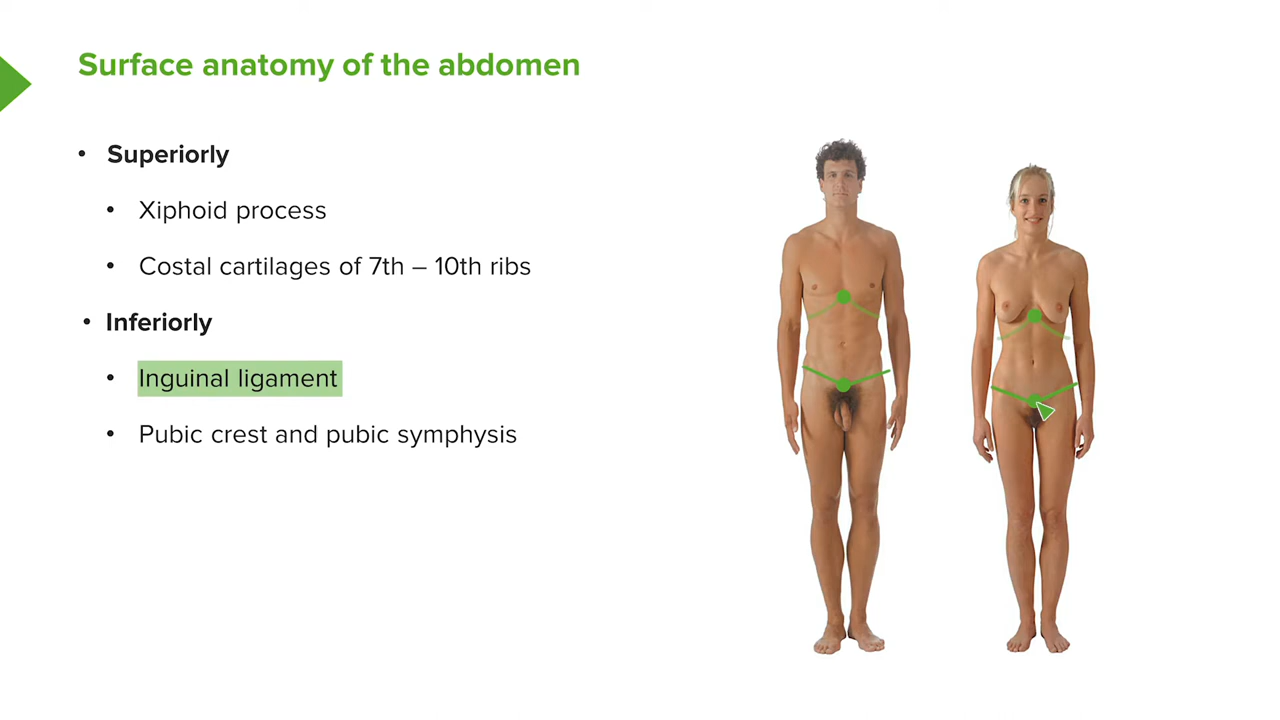 Surface anatomy of the abdomen
• Superiorly
• Xiphoid process
• Costal cartilages of 7th – 10th ribs
• Inferiorly
• Inguinal ligament
• Pubic crest and pubic symphysis